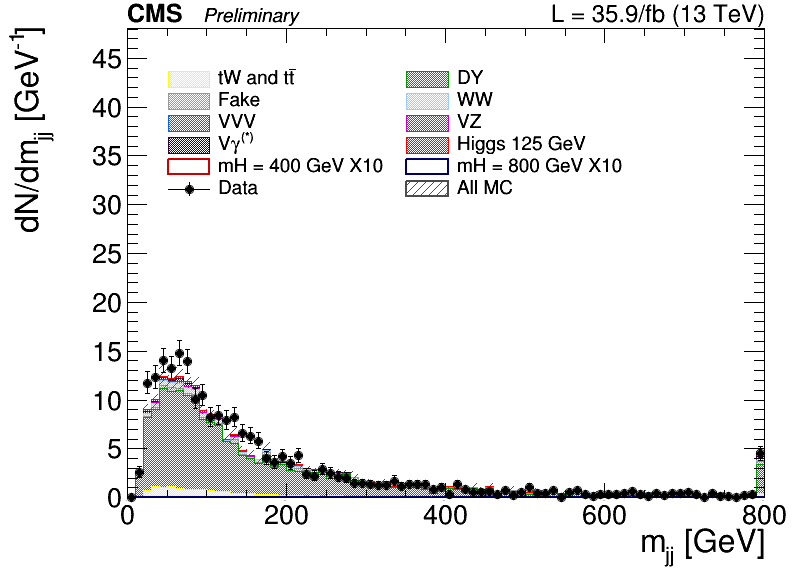 CMS Preliminary L = 35.9/fb (13 TeV)
dN/dm_jj [GeV⁻¹]
45
40
35
30
25
20
15
10
5
0
tW and tt̄ DY
Fake WW
VVV VZ
Vγ⁽*⁾ Higgs 125 GeV
mH = 400 GeV X10 mH = 800 GeV X10
Data All MC
0 200 400 600 800
m_jj [GeV]